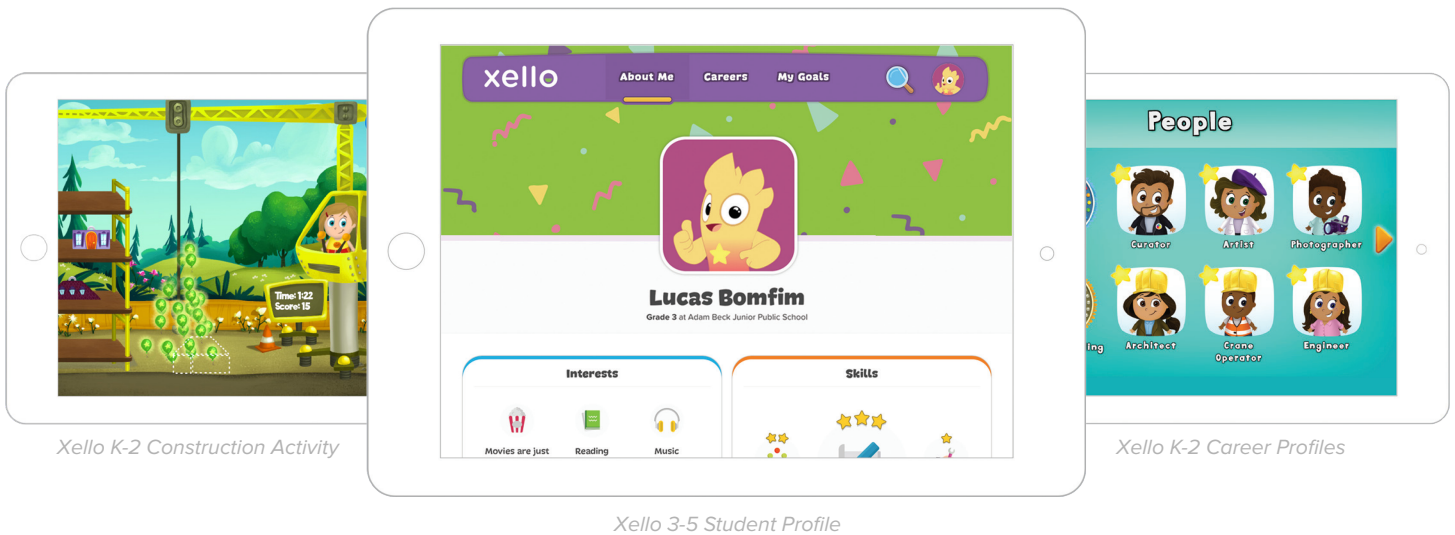 Time: 1:22
Score: 15
Xello K-2 Construction Activity
xello
About Me
Careers
My Goals
Lucas Bomfim
Grade 3 at Adam Beck Junior Public School
Interests
Movies are just
Reading
Music
Skills
Xello 3-5 Student Profile
People
Curator
Artist
Photographer
ing
Architect
Crane
Operator
Engineer
Xello K-2 Career Profiles